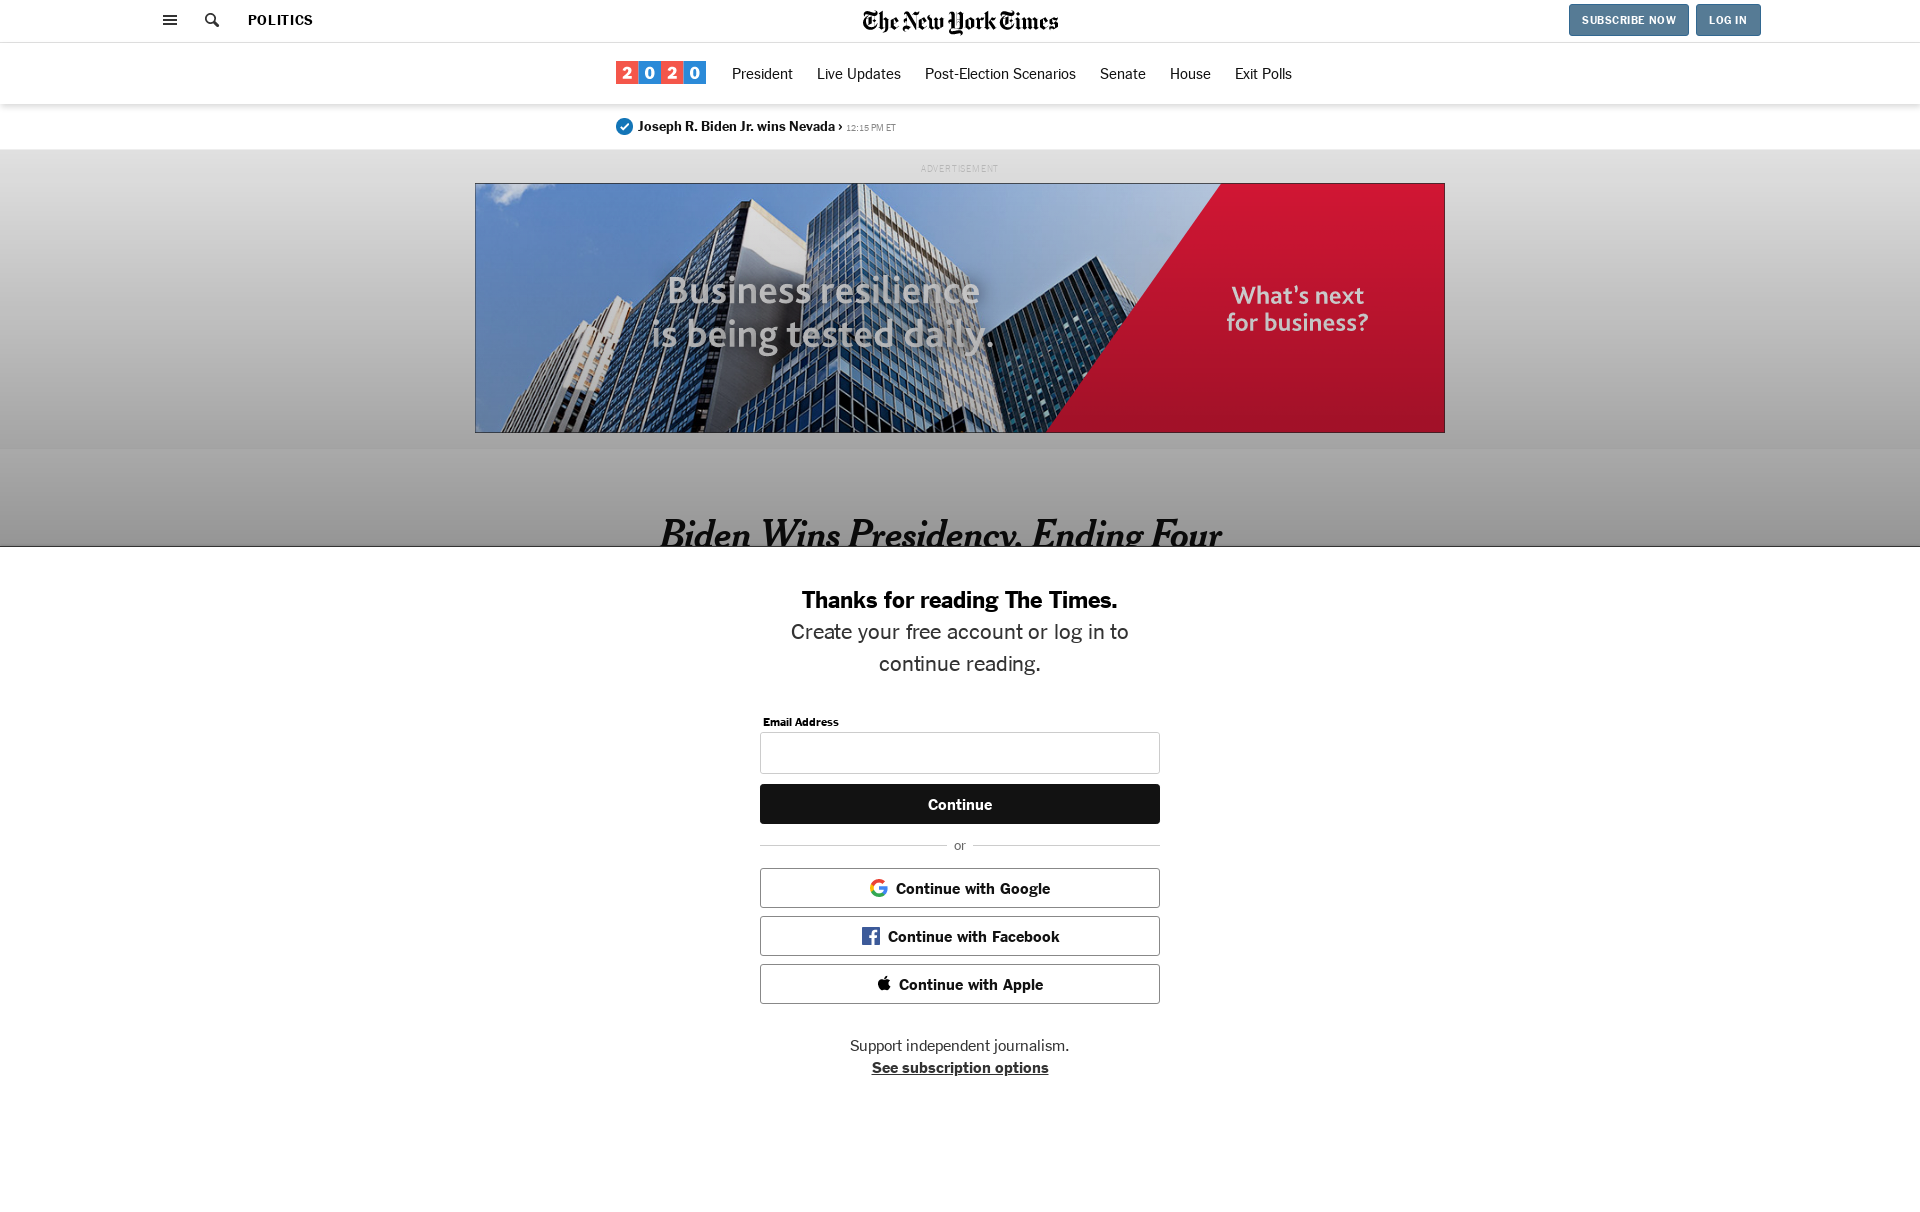 POLITICS
The New York Times
SUBSCRIBE NOW
LOG IN
2020
President
Live Updates
Post-Election Scenarios
Senate
House
Exit Polls
Joseph R. Biden Jr. wins Nevada › 12:15 PM ET
ADVERTISEMENT
Business resilience
is being tested daily.
What's next
for business?
Biden Wins Presidency, Ending Four
Thanks for reading The Times.
Create your free account or log in to
continue reading.
Email Address
Continue
or
Continue with Google
Continue with Facebook
Continue with Apple
Support independent journalism.
See subscription options